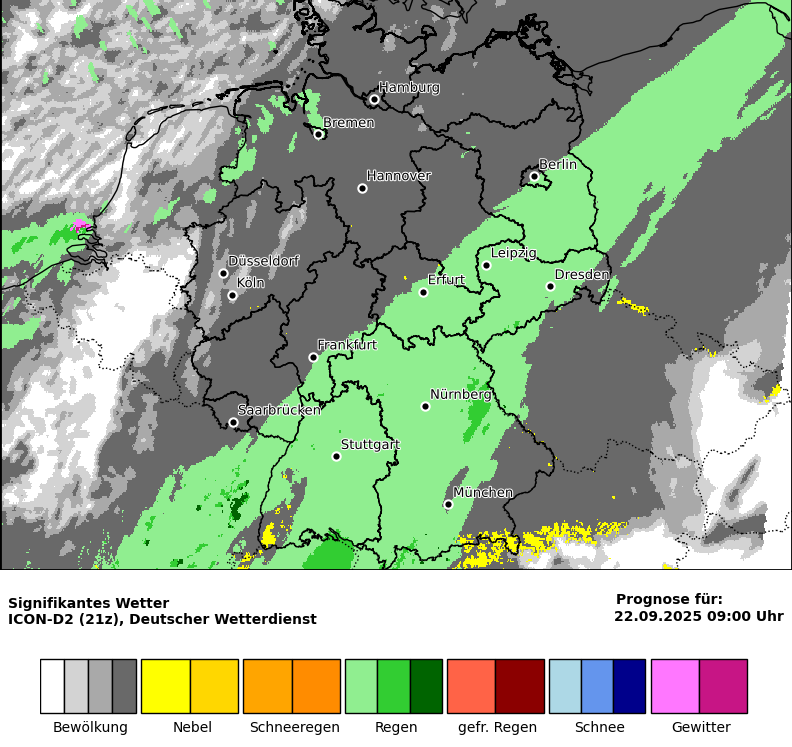 Hamburg
Bremen
Berlin
Hannover
Leipzig
Düsseldorf
Dresden
Köln
Erfurt
Frankfurt
Nürnberg
Saarbrücken
Stuttgart
München
Signifikantes Wetter
ICON-D2 (21z), Deutscher Wetterdienst
Prognose für:
22.09.2025 09:00 Uhr
Bewölkung Nebel Schneeregen Regen gefr. Regen Schnee Gewitter